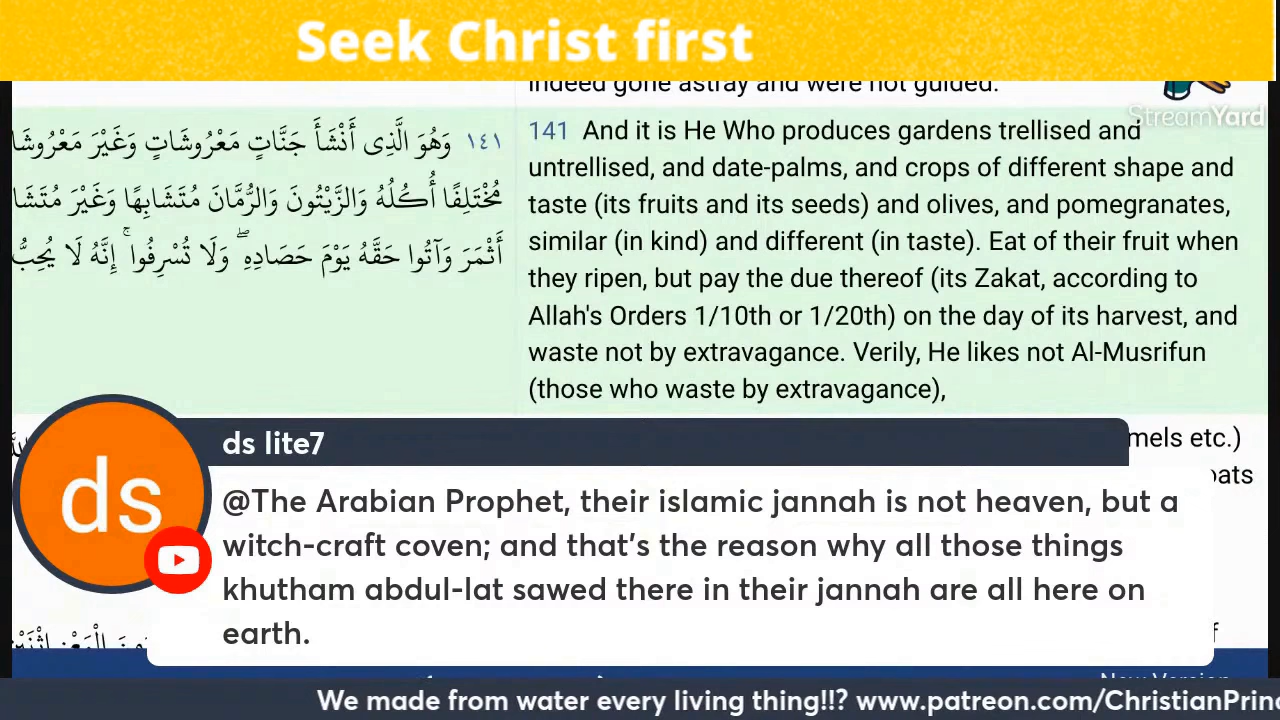 Seek Christ first
indeed gone astray and were not guided.
StreamYard
١٤١ وَهُوَ الَّذِى أَنْشَأَ جَنَّاتٍ مَعْرُوشَاتٍ وَغَيْرَ مَعْرُوشَا
مُخْتَلِفًا أُكُلُهُ وَالزَّيْتُونَ وَالرُّمَّانَ مُتَشَابِهًا وَغَيْرَ مُتَشَا
أَثْمَرَ وَآتُوا حَقَّهُ يَوْمَ حَصَادِهِ ۖ وَلَا تُسْرِفُوا ۚ إِنَّهُ لَا يُحِبُّ
141 And it is He Who produces gardens trellised and
untrellised, and date-palms, and crops of different shape and
taste (its fruits and its seeds) and olives, and pomegranates,
similar (in kind) and different (in taste). Eat of their fruit when
they ripen, but pay the due thereof (its Zakat, according to
Allah's Orders 1/10th or 1/20th) on the day of its harvest, and
waste not by extravagance. Verily, He likes not Al-Musrifun
(those who waste by extravagance),
mels etc.)
oats
ds
ds lite7
@The Arabian Prophet, their islamic jannah is not heaven, but a
witch-craft coven; and that's the reason why all those things
khutham abdul-lat sawed there in their jannah are all here on
earth.
f
We made from water every living thing!!? www.patreon.com/ChristianPrinc